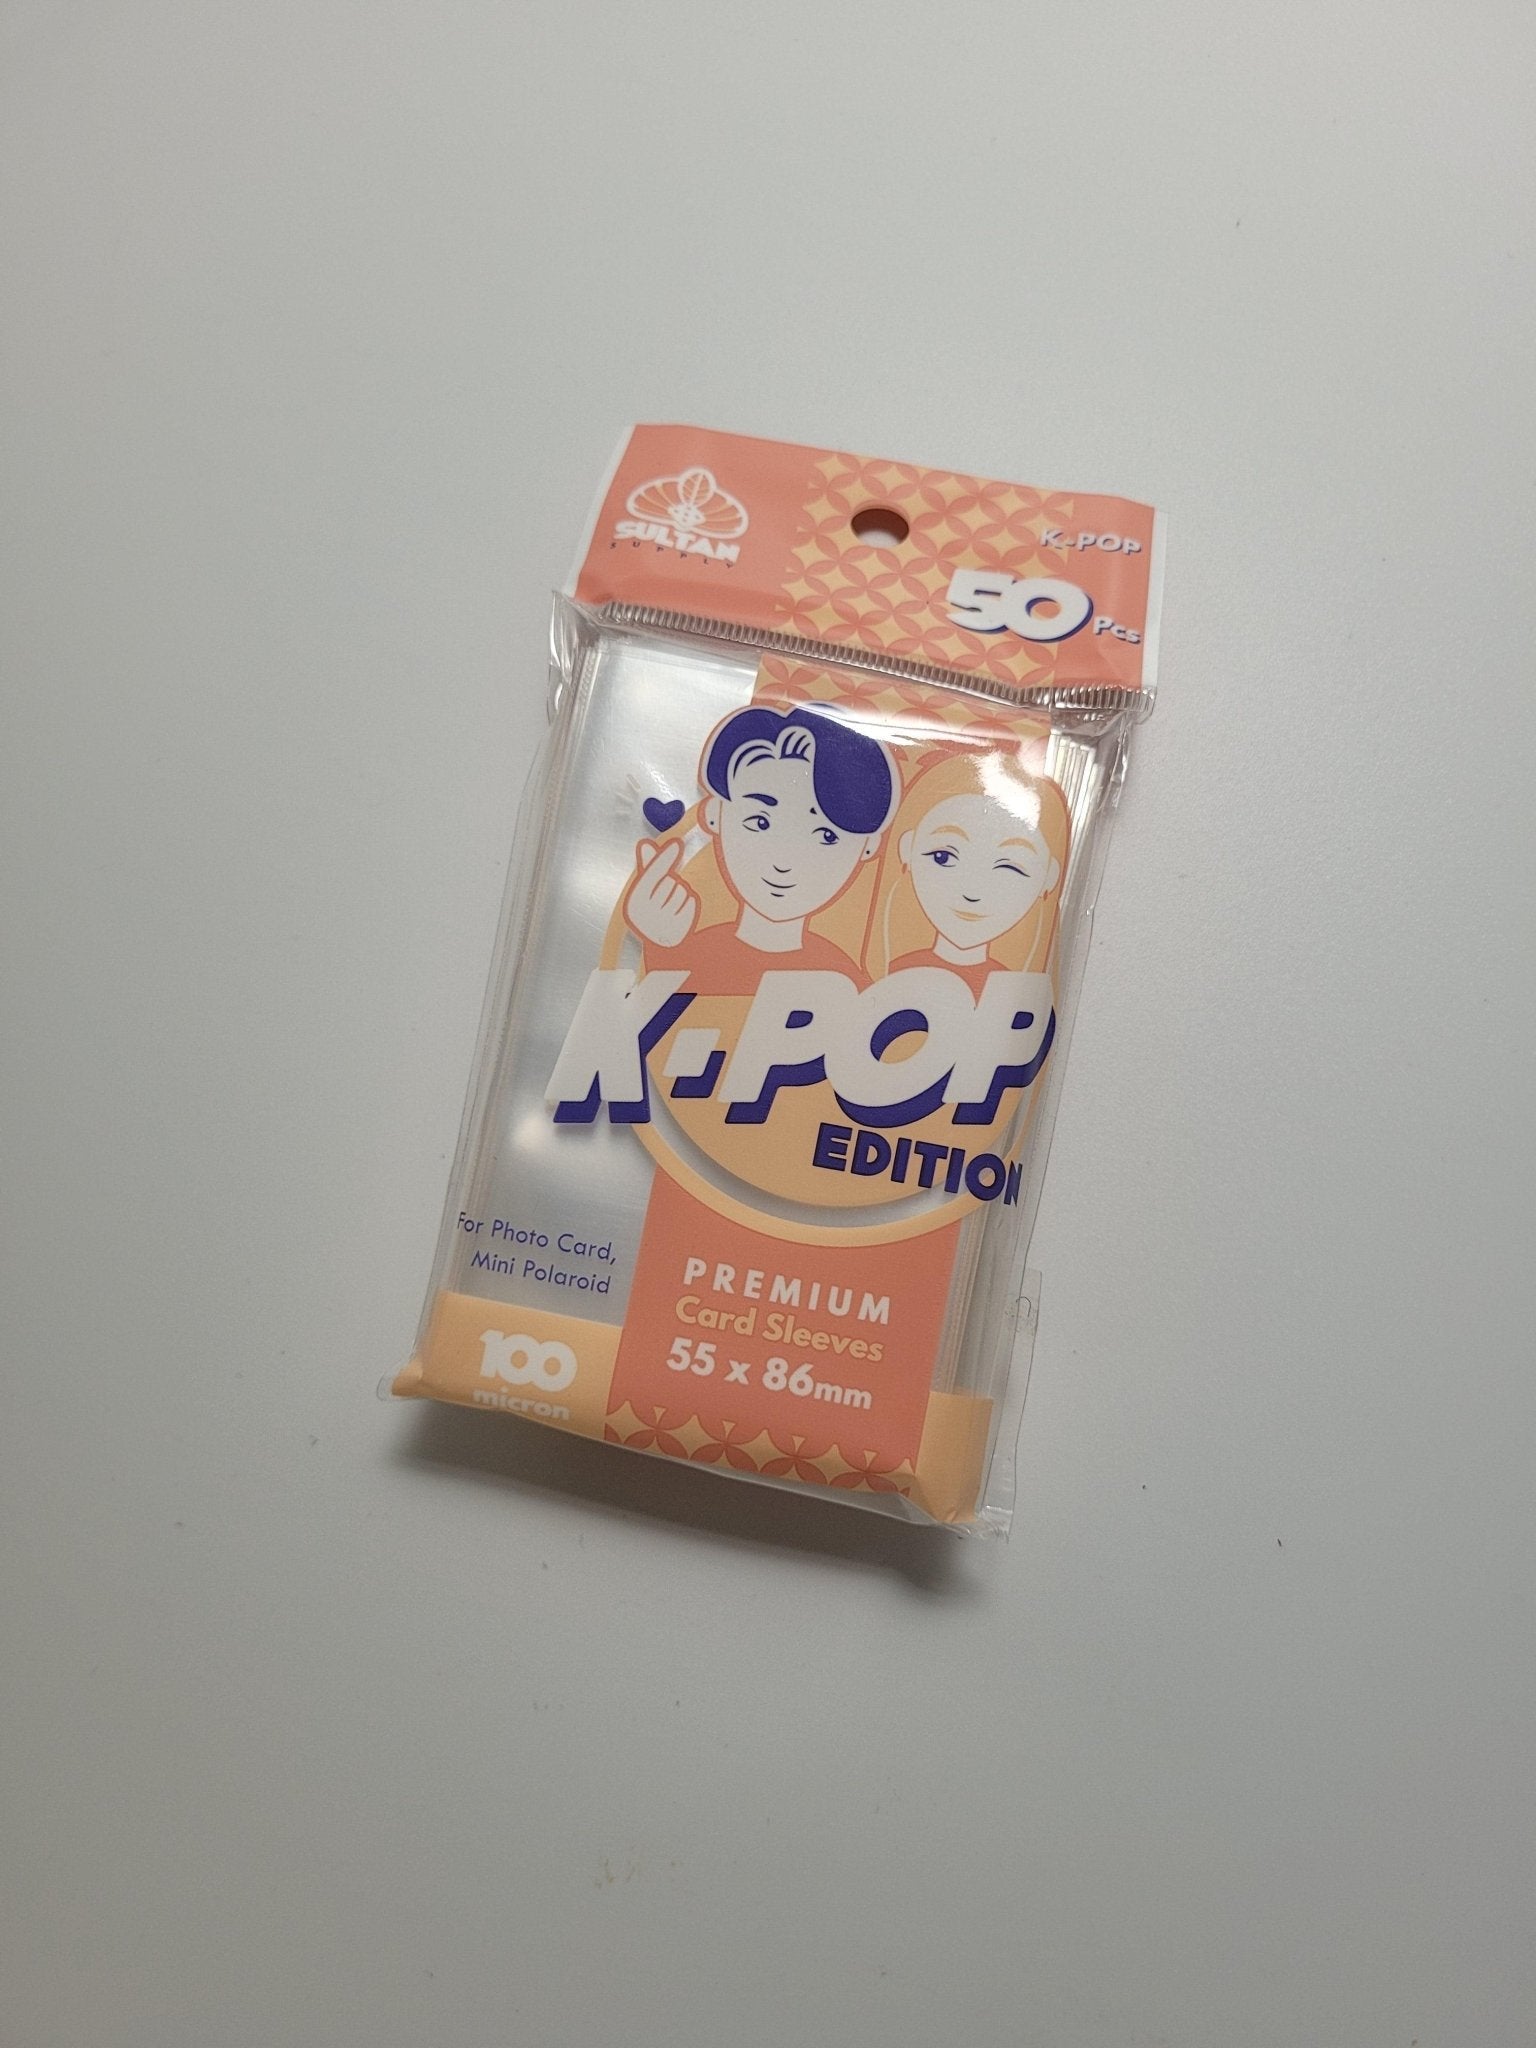 SULTAN
SUPPLY
K-POP
50 Pcs
K-POP
EDITION
For Photo Card,
Mini Polaroid
100
micron
PREMIUM
Card Sleeves
55 x 86mm